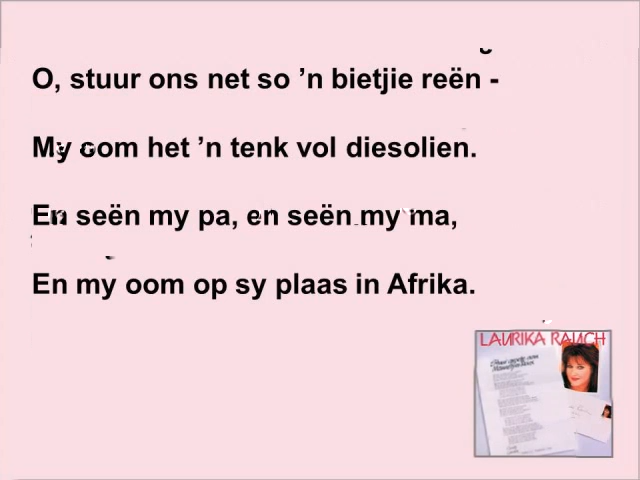 O, stuur ons net so ’n bietjie reën -
My oom het ’n tenk vol diesolien.
En seën my pa, en seën my ma,
En my oom op sy plaas in Afrika.
LAURIKA RAUCH